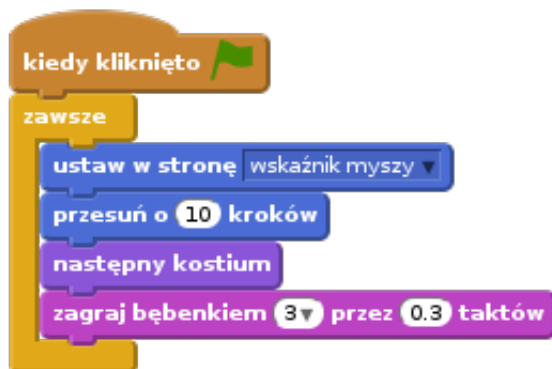 kiedy kliknięto
zawsze
ustaw w stronę wskaźnik myszy
przesuń o 10 kroków
następny kostium
zagraj bębenkiem 3 przez 0.3 taktów